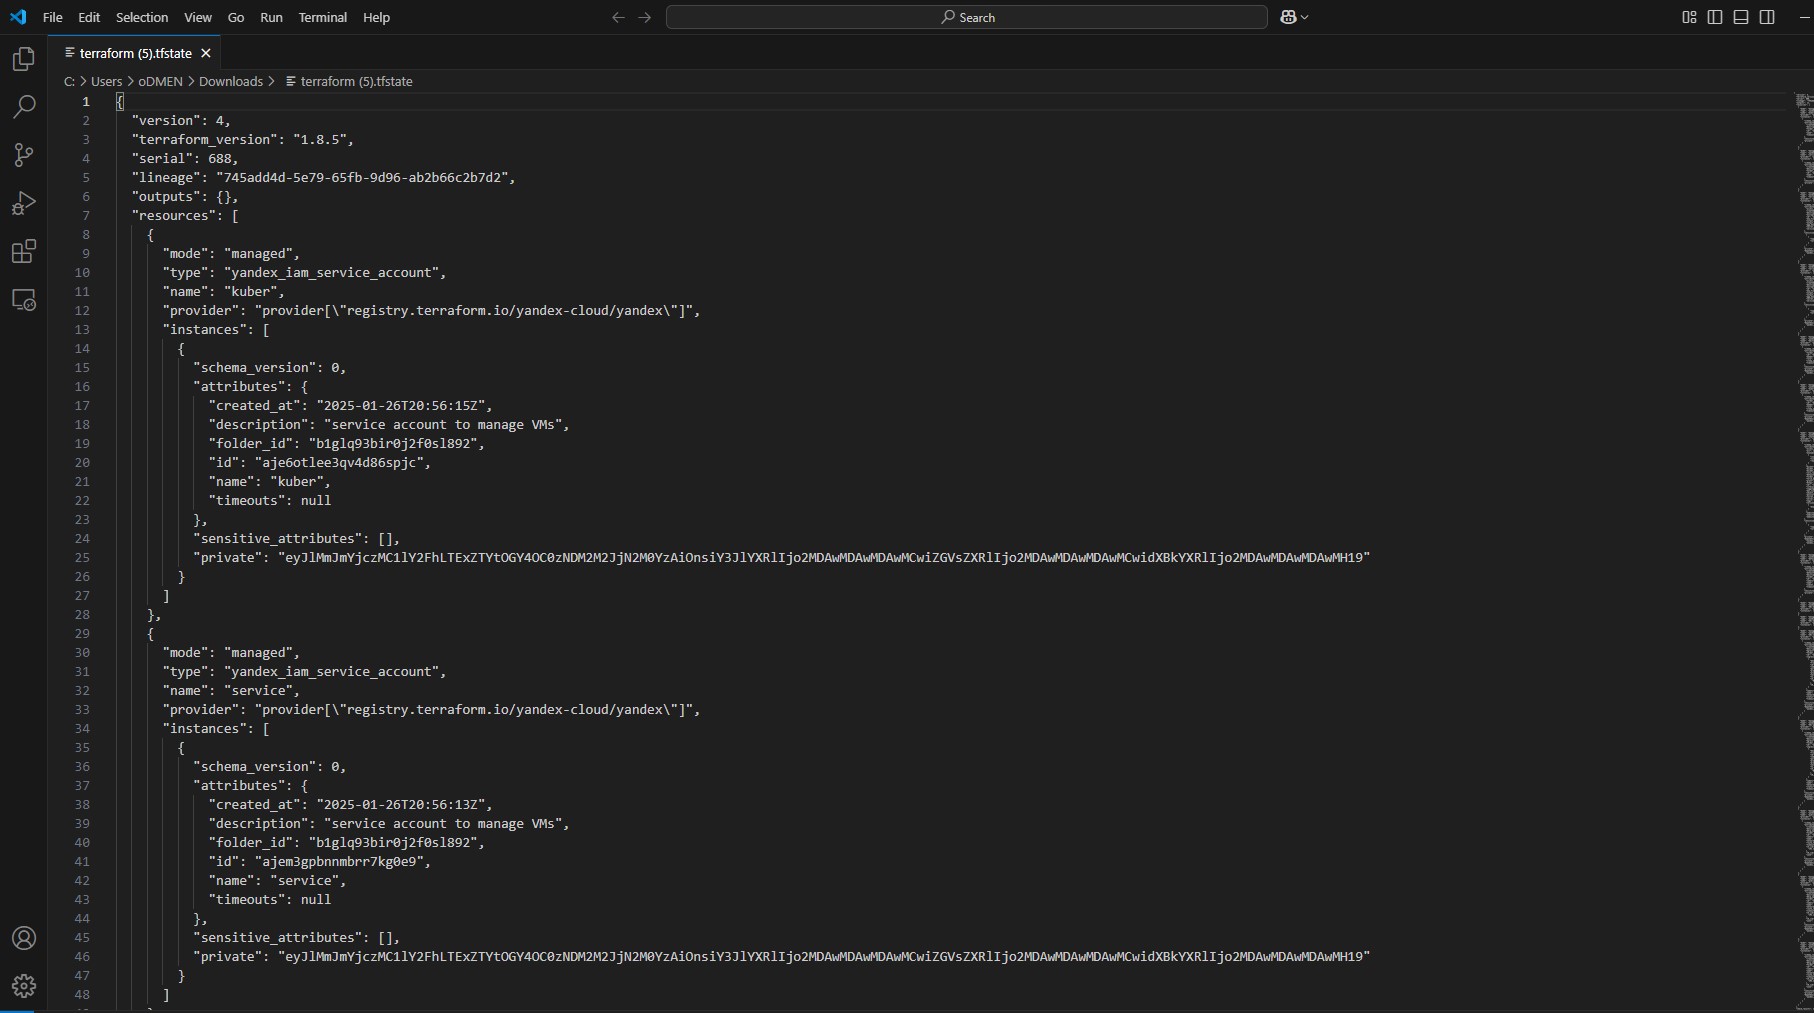 File Edit Selection View Go Run Terminal Help
Search
terraform (5).tfstate
C: > Users > oDMEN > Downloads > terraform (5).tfstate
1 {
2 "version": 4,
3 "terraform_version": "1.8.5",
4 "serial": 688,
5 "lineage": "745add4d-5e79-65fb-9d96-ab2b66c2b7d2",
6 "outputs": {},
7 "resources": [
8 {
9 "mode": "managed",
10 "type": "yandex_iam_service_account",
11 "name": "kuber",
12 "provider": "provider[\"registry.terraform.io/yandex-cloud/yandex\"]",
13 "instances": [
14 {
15 "schema_version": 0,
16 "attributes": {
17 "created_at": "2025-01-26T20:56:15Z",
18 "description": "service account to manage VMs",
19 "folder_id": "b1glq93bir0j2f0sl892",
20 "id": "aje6otlee3qv4d86spjc",
21 "name": "kuber",
22 "timeouts": null
23 },
24 "sensitive_attributes": [],
25 "private": "eyJlMmJmYjczMC1lY2FhLTExZTYtOGY4OC0zNDM2M2JjN2M0YzAiOnsiY3JlYXRlIjo2MDAwMDAwMDAwMCwiZGVsZXRlIjo2MDAwMDAwMDAwMCwidXBkYXRlIjo2MDAwMDAwMDAwMH19"
26 }
27 ]
28 },
29 {
30 "mode": "managed",
31 "type": "yandex_iam_service_account",
32 "name": "service",
33 "provider": "provider[\"registry.terraform.io/yandex-cloud/yandex\"]",
34 "instances": [
35 {
36 "schema_version": 0,
37 "attributes": {
38 "created_at": "2025-01-26T20:56:13Z",
39 "description": "service account to manage VMs",
40 "folder_id": "b1glq93bir0j2f0sl892",
41 "id": "ajem3gpbnnmbrr7kg0e9",
42 "name": "service",
43 "timeouts": null
44 },
45 "sensitive_attributes": [],
46 "private": "eyJlMmJmYjczMC1lY2FhLTExZTYtOGY4OC0zNDM2M2JjN2M0YzAiOnsiY3JlYXRlIjo2MDAwMDAwMDAwMCwiZGVsZXRlIjo2MDAwMDAwMDAwMCwidXBkYXRlIjo2MDAwMDAwMDAwMH19"
47 }
48 ]